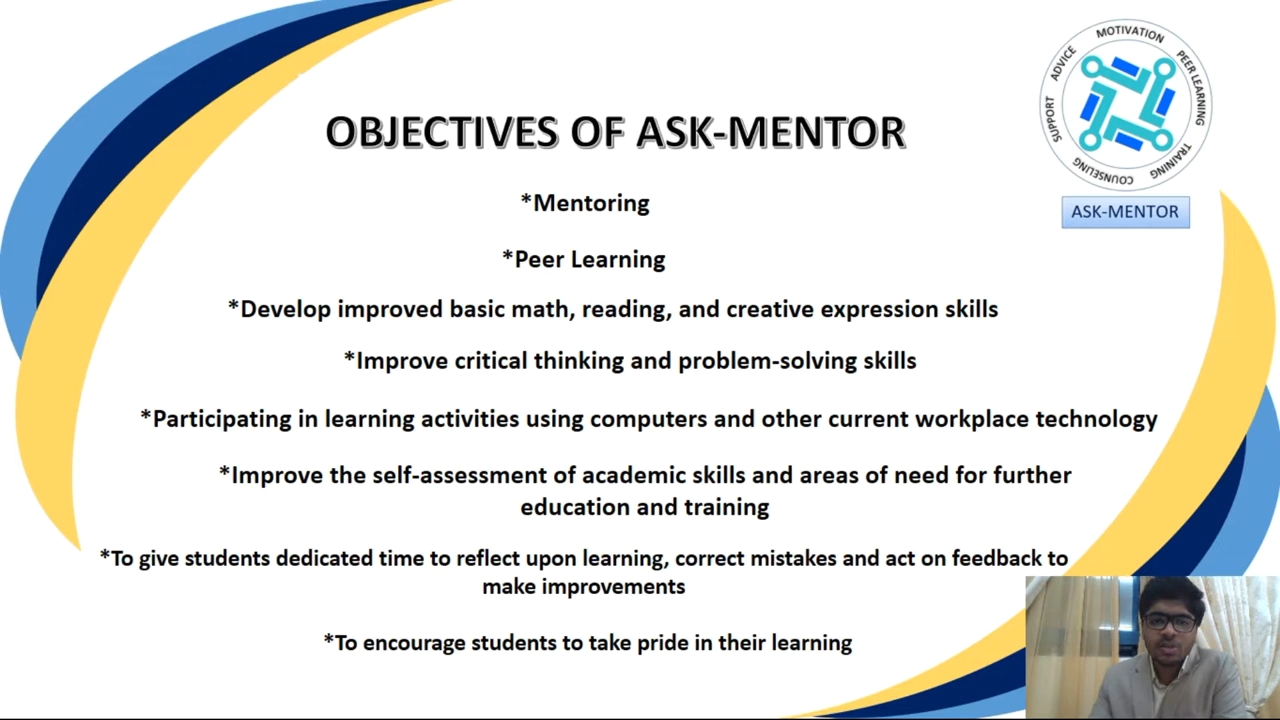 OBJECTIVES OF ASK-MENTOR
*Mentoring
*Peer Learning
*Develop improved basic math, reading, and creative expression skills
*Improve critical thinking and problem-solving skills
*Participating in learning activities using computers and other current workplace technology
*Improve the self-assessment of academic skills and areas of need for further
education and training
*To give students dedicated time to reflect upon learning, correct mistakes and act on feedback to
make improvements
*To encourage students to take pride in their learning
MOTIVATION
PEER LEARNING
TRAINING
COUNSELING
SUPPORT
ADVICE
ASK-MENTOR